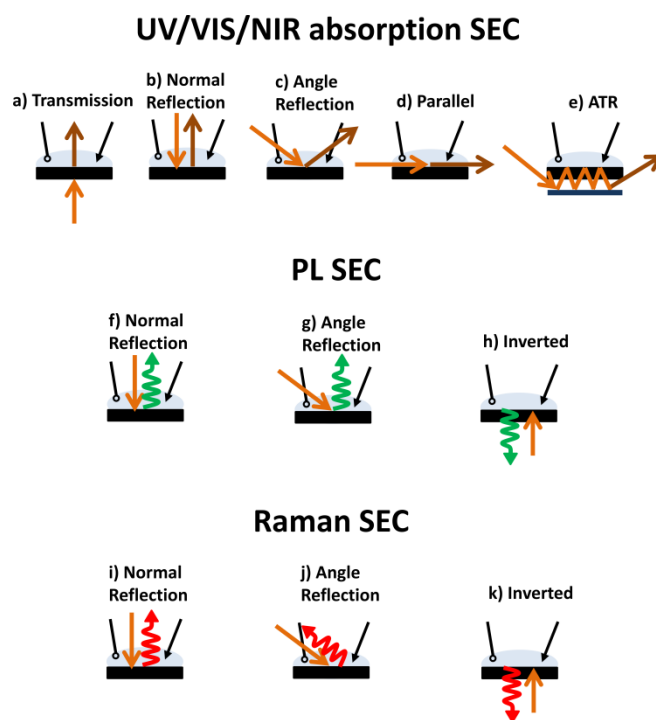 UV/VIS/NIR absorption SEC
a) Transmission
b) Normal
Reflection
c) Angle
Reflection
d) Parallel
e) ATR
PL SEC
f) Normal
Reflection
g) Angle
Reflection
h) Inverted
Raman SEC
i) Normal
Reflection
j) Angle
Reflection
k) Inverted